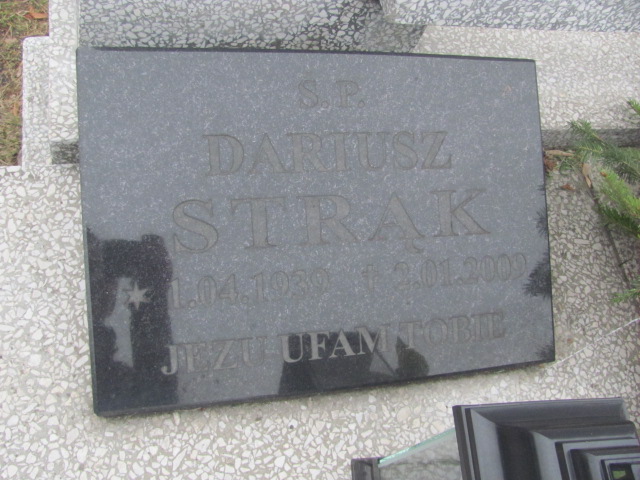 S.P.
DARIUSZ
STRĄK
* 1.04.1939 † 2.01.2009
JEZU UFAM TOBIE